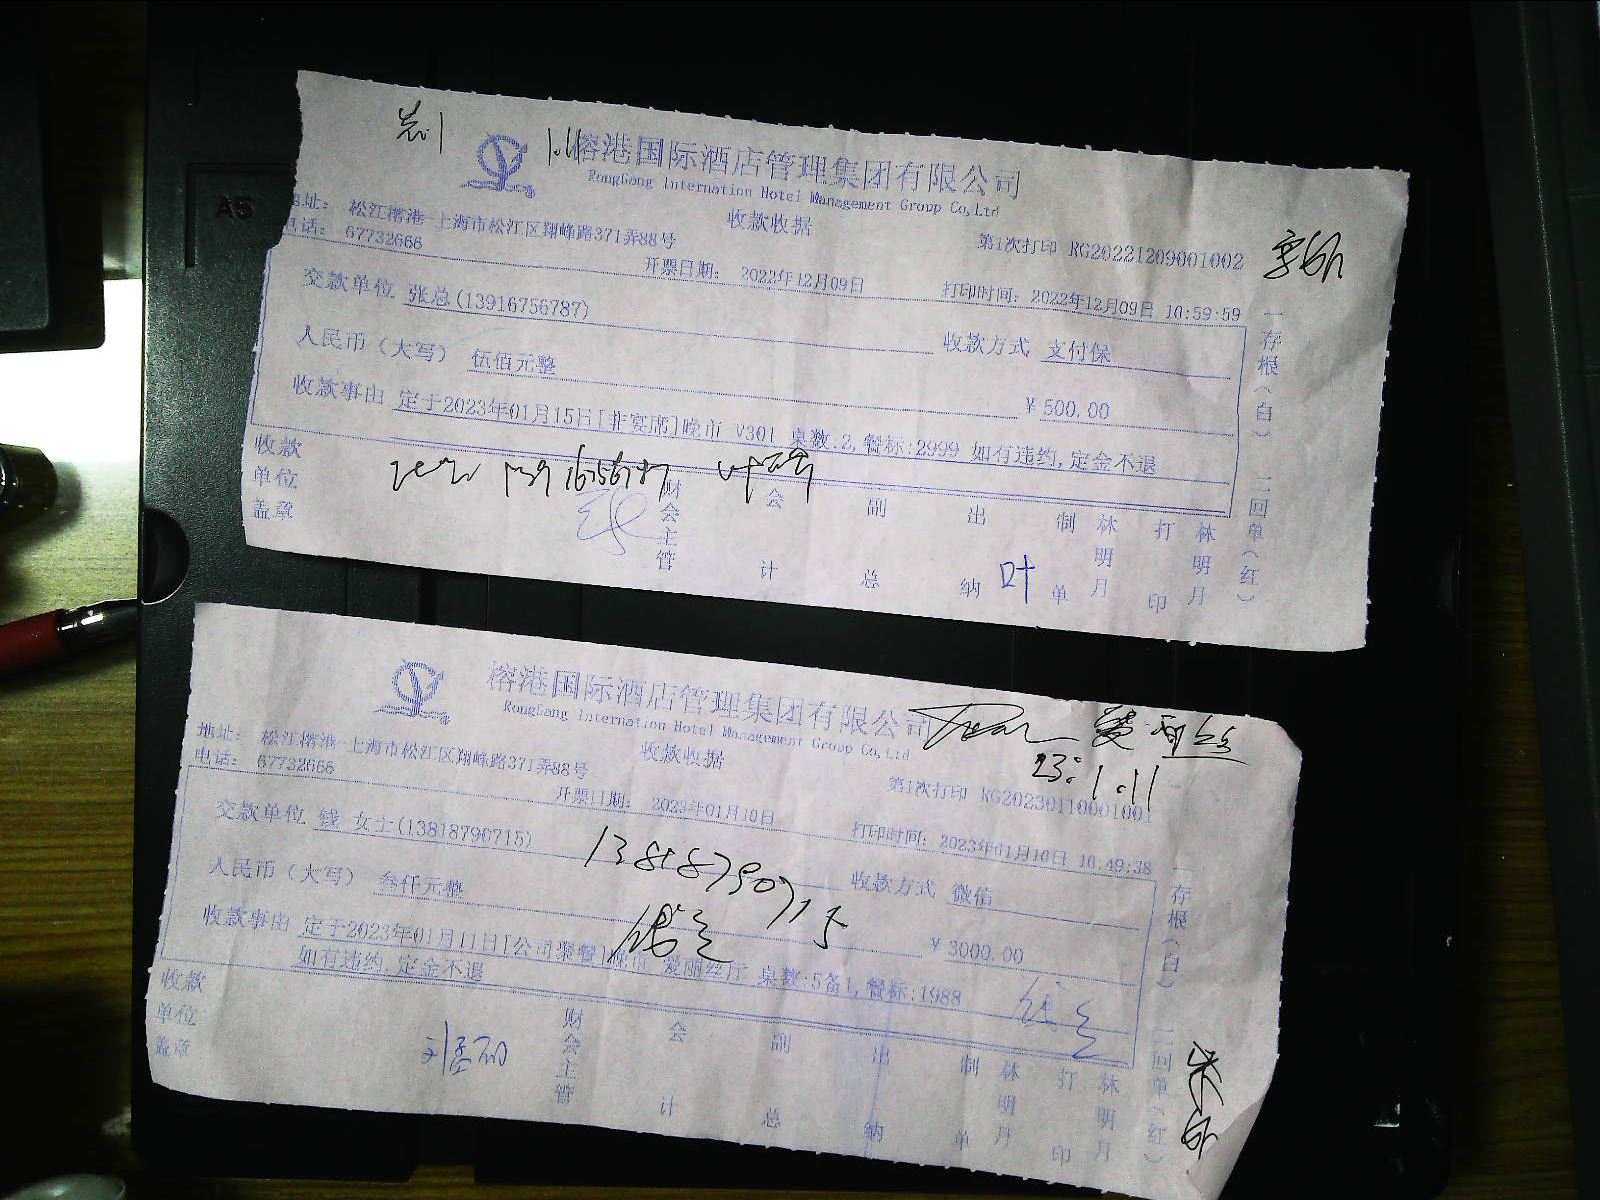 1.11
榕港国际酒店管理集团有限公司
RongGang Internation Hotel Management Group Co,Ltd
收款收据
地址： 松江榕港-上海市松江区翔峰路371弄88号
第1次打印 RG20221209001002
电话： 67732666
开票日期： 2022年12月09日
打印时间：2022年12月09日 10:59:59
交款单位 张总(13916756787)
收款方式 支付保
人民币（大写） 伍佰元整
￥500.00
收款事由 定于2023年01月15日[非宴席]晚市 V301 桌数:2,餐标:2999 如有违约,定金不退
收款单位盖章
财会主管
会计
副总
出纳 叶
制单 林明月
打印 林明月
一存根（白） 二回单（红）
榕港国际酒店管理集团有限公司
RongGang Internation Hotel Management Group Co,Ltd
23.1.11
收款收据
地址： 松江榕港-上海市松江区翔峰路371弄88号
第1次打印 RG20230110001001
电话： 67732666
开票日期： 2023年01月10日
打印时间：2023年01月10日 10:49:38
交款单位 钱 女士(13818790715)
13818790715
收款方式 微信
人民币（大写） 叁仟元整
￥3000.00
收款事由 定于2023年01月11日[公司聚餐]晚市 爱丽丝厅 桌数:5备1,餐标:1988
如有违约,定金不退
收款单位盖章
财会主管
会计
副总
出纳
制单 林明月
打印 林明月
一存根（白） 二回单（红）